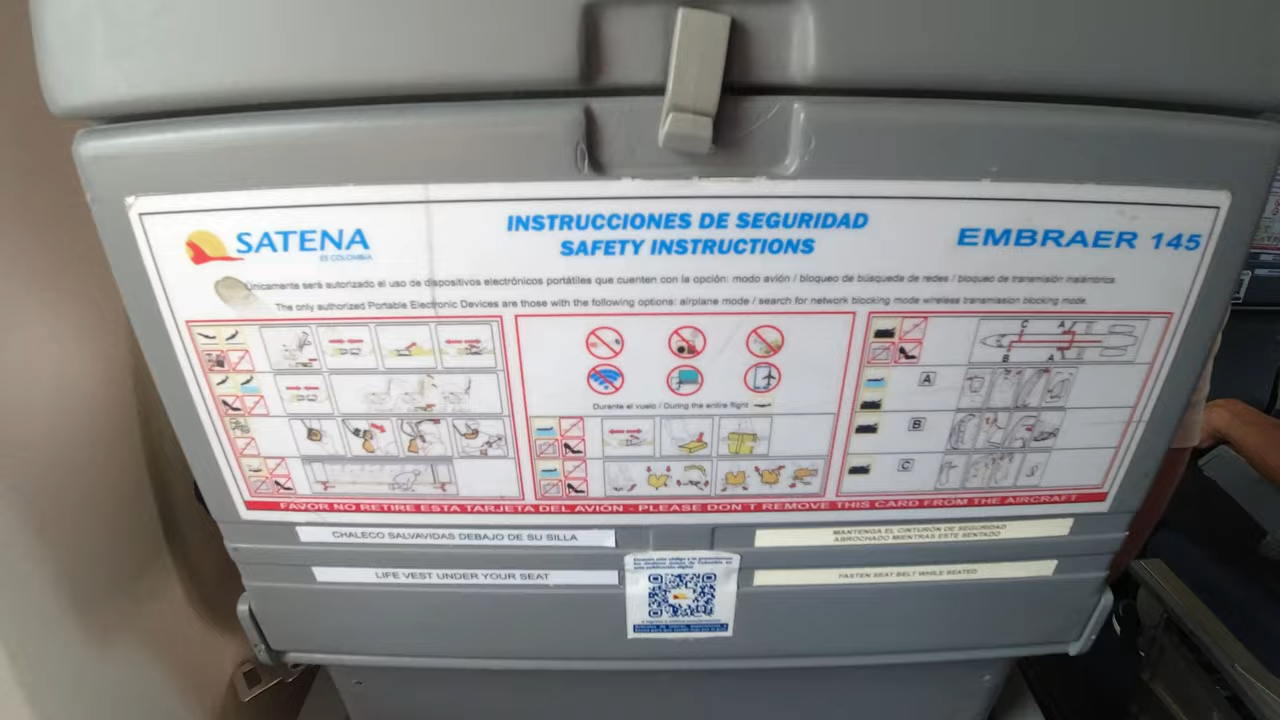 SATENA
ES COLOMBIA
INSTRUCCIONES DE SEGURIDAD
SAFETY INSTRUCTIONS
EMBRAER 145
Únicamente será autorizado el uso de dispositivos electrónicos portátiles que cuenten con la opción: modo avión / bloqueo de búsqueda de redes / bloqueo de transmisión inalámbrica.
The only authorized Portable Electronic Devices are those with the following options: airplane mode / search for network blocking mode wireless transmission blocking mode.
C A
B A
A
B
C
Durante el vuelo / During the entire flight
FAVOR NO RETIRE ESTA TARJETA DEL AVIÓN - PLEASE DON'T REMOVE THIS CARD FROM THE AIRCRAFT
CHALECO SALVAVIDAS DEBAJO DE SU SILLA
MANTENGA EL CINTURÓN DE SEGURIDAD
ABROCHADO MIENTRAS ESTE SENTADO
LIFE VEST UNDER YOUR SEAT
FASTEN SEAT BELT WHILE SEATED